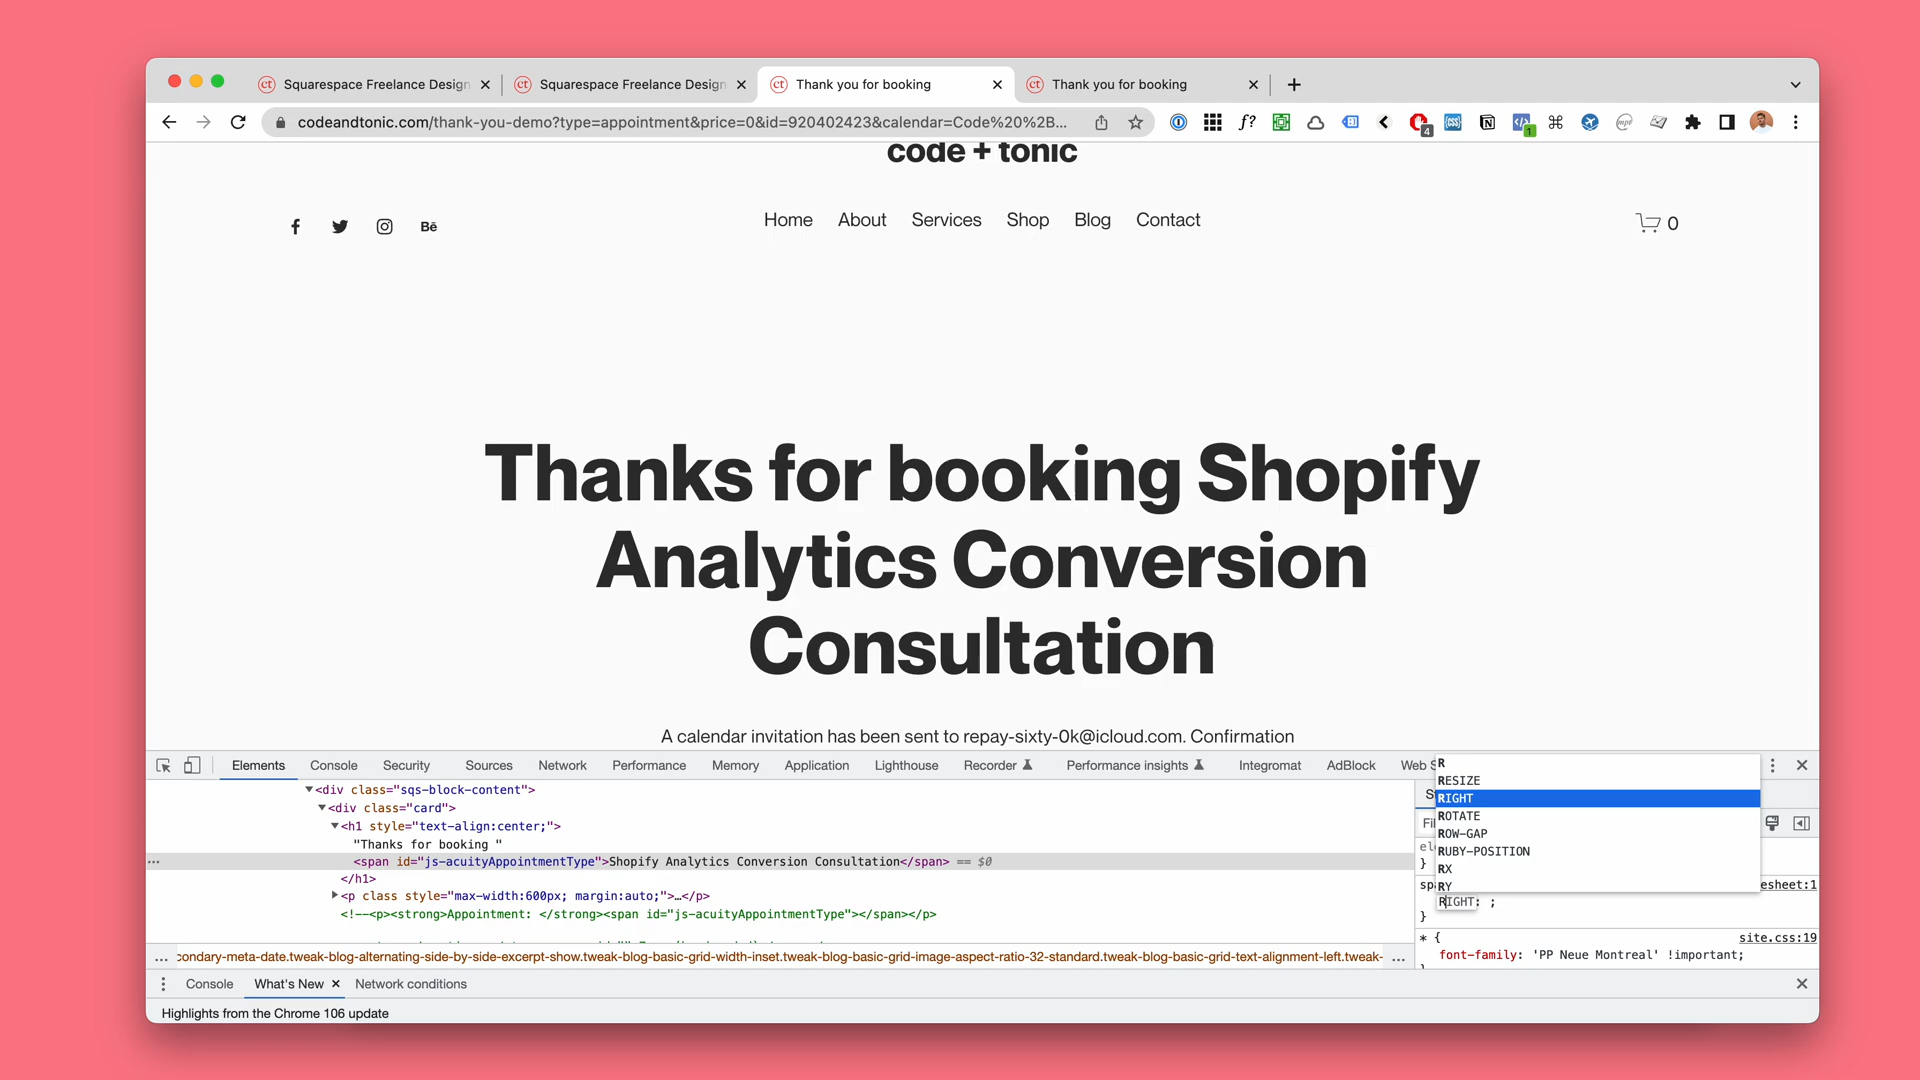 Squarespace Freelance Design
Squarespace Freelance Design
Thank you for booking
Thank you for booking
codeandtonic.com/thank-you-demo?type=appointment&price=0&id=920402423&calendar=Code%20%2B...
f?
4
CSS
1
mpf
code + tonic
Bē
Home About Services Shop Blog Contact
0
Thanks for booking Shopify
Analytics Conversion
Consultation
A calendar invitation has been sent to repay-sixty-0k@icloud.com. Confirmation
Elements Console Security Sources Network Performance Memory Application Lighthouse Recorder Performance insights Integromat AdBlock Web S
<div class="sqs-block-content">
<div class="card">
<h1 style="text-align:center;">
"Thanks for booking "
<span id="js-acuityAppointmentType">Shopify Analytics Conversion Consultation</span> == $0
</h1>
<p class style="max-width:600px; margin:auto;">…</p>
<!--<p><strong>Appointment: </strong><span id="js-acuityAppointmentType"></span></p>
... condary-meta-date.tweak-blog-alternating-side-by-side-excerpt-show.tweak-blog-basic-grid-width-inset.tweak-blog-basic-grid-image-aspect-ratio-32-standard.tweak-blog-basic-grid-text-alignment-left.tweak- ...
R
RESIZE
RIGHT
ROTATE
ROW-GAP
RUBY-POSITION
RX
RY
S
Fil
ele
}
spa
esheet:1
RIGHT: ;
}
* {
site.css:19
font-family: 'PP Neue Montreal' !important;
Console What's New Network conditions
Highlights from the Chrome 106 update